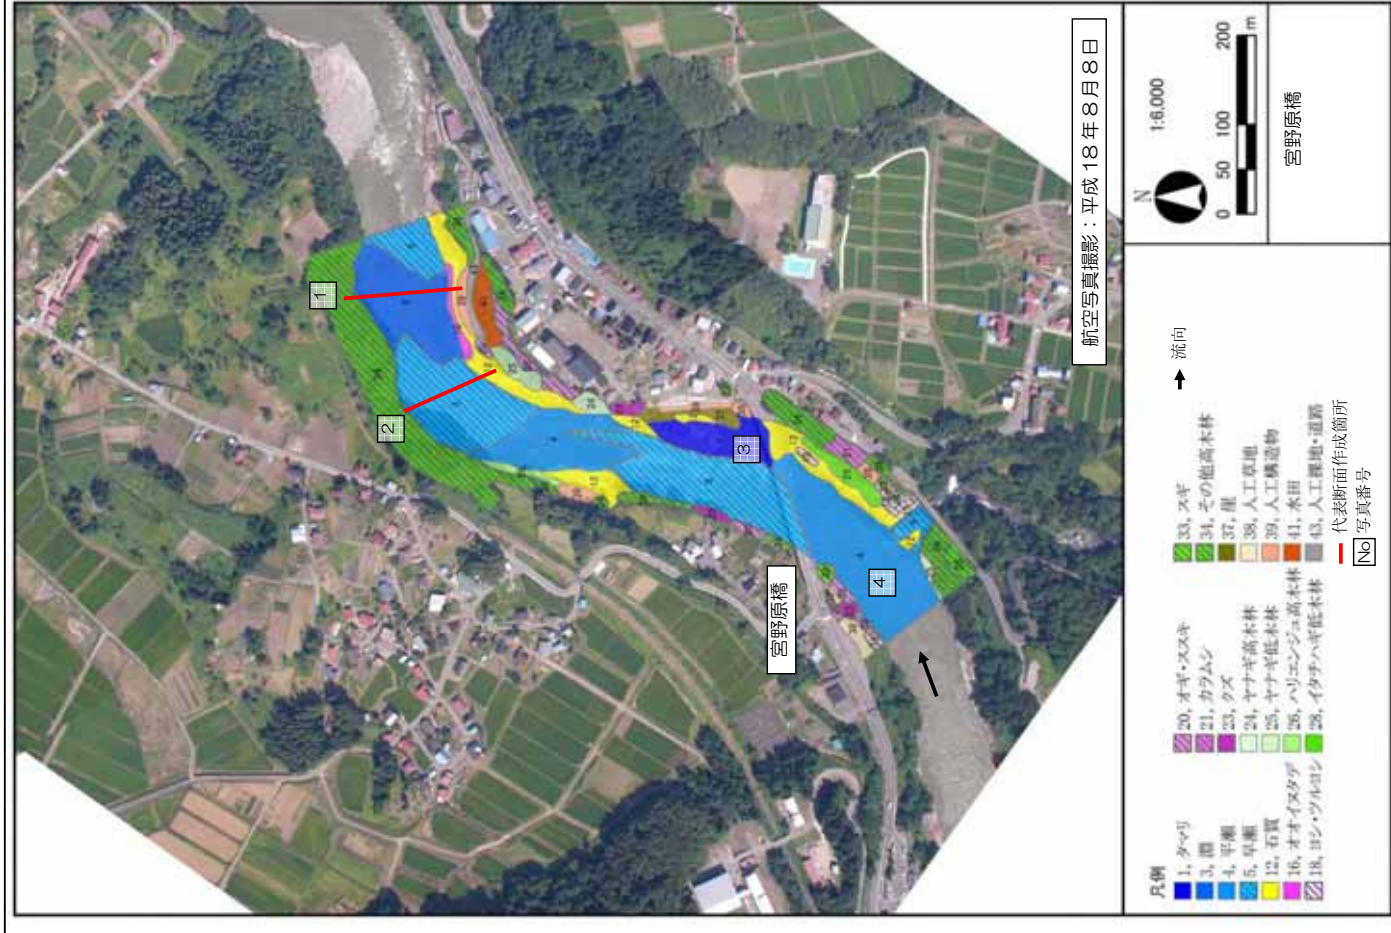 航空写真撮影：平成18年8月8日
宮野原橋
1
2
3
4
N
1:6,000
0 50 100 200
m
宮野原橋
凡例
1, タマリ
3, 淵
4, 平瀬
5, 早瀬
12, 石質
16, オオイヌタデ
18, ヨシ・ツルヨシ
20, オギ・ススキ
21, カラムシ
23, クズ
24, ヤナギ高木林
25, ヤナギ低木林
26, ハリエンジュ高木林
28, イタチハギ低木林
33, スギ
34, その他高木林
37, 崖
38, 人工草地
39, 人工構造物
41, 水田
43, 人工裸地・道路
流向
代表断面作成箇所
No 写真番号